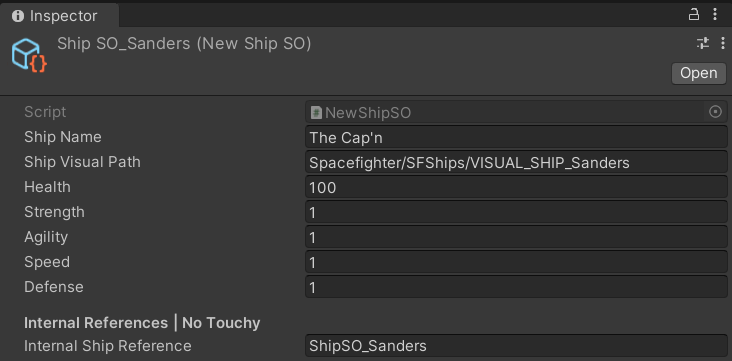 Inspector
Ship SO_Sanders (New Ship SO)
Open
Script NewShipSO
Ship Name The Cap'n
Ship Visual Path Spacefighter/SFShips/VISUAL_SHIP_Sanders
Health 100
Strength 1
Agility 1
Speed 1
Defense 1
Internal References | No Touchy
Internal Ship Reference ShipSO_Sanders